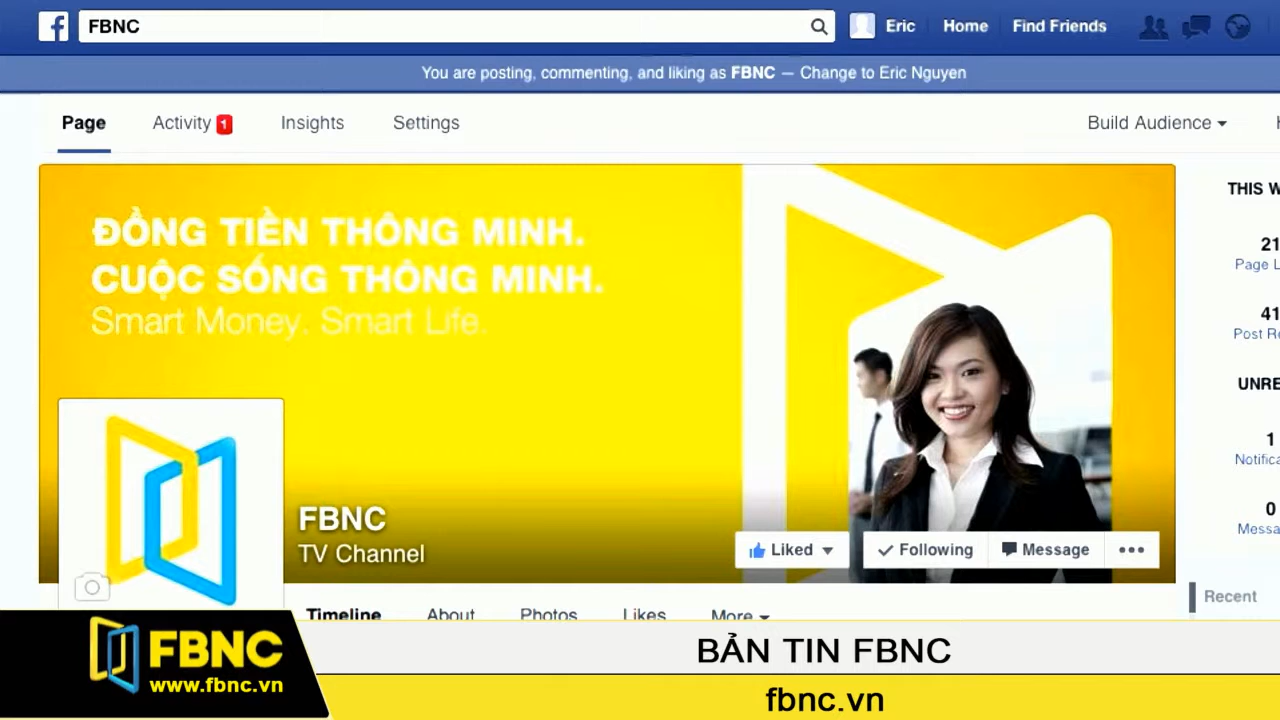 FBNC
Eric
Home
Find Friends
You are posting, commenting, and liking as FBNC — Change to Eric Nguyen
Page
Activity 1
Insights
Settings
Build Audience
THIS W
ĐỒNG TIỀN THÔNG MINH.
CUỘC SỐNG THÔNG MINH.
Smart Money. Smart Life.
21
Page L
41
Post Re
UNRE
1
Notifica
0
Messa
FBNC
TV Channel
Liked
Following
Message
Recent
Timeline
About
Photos
Likes
More
FBNC
www.fbnc.vn
BẢN TIN FBNC
fbnc.vn